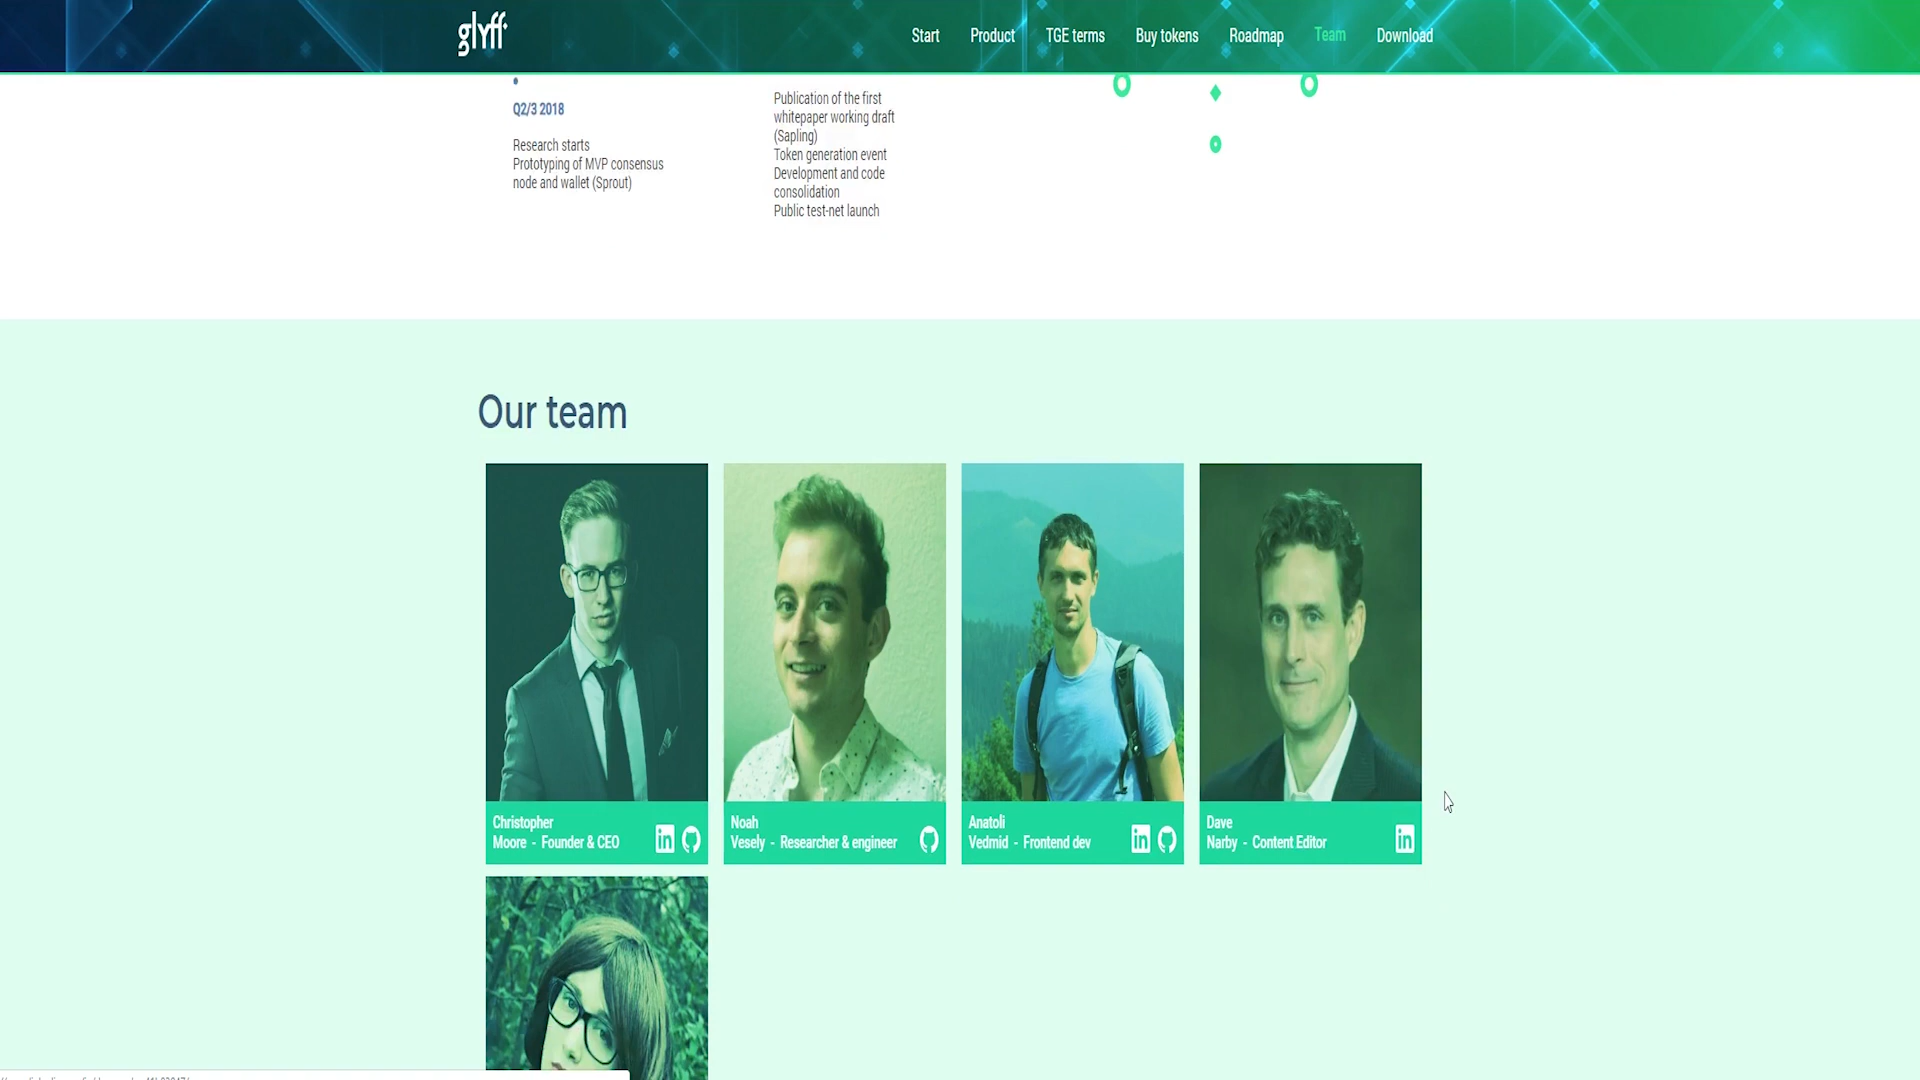 glyff
Start
Product
TGE terms
Buy tokens
Roadmap
Team
Download
Q2/3 2018
Research starts
Prototyping of MVP consensus
node and wallet (Sprout)
Publication of the first
whitepaper working draft
(Sapling)
Token generation event
Development and code
consolidation
Public test-net launch
Our team
Christopher
Moore - Founder & CEO
in
Noah
Vesely - Researcher & engineer
Anatoli
Vedmid - Frontend dev
in
Dave
Narby - Content Editor
in